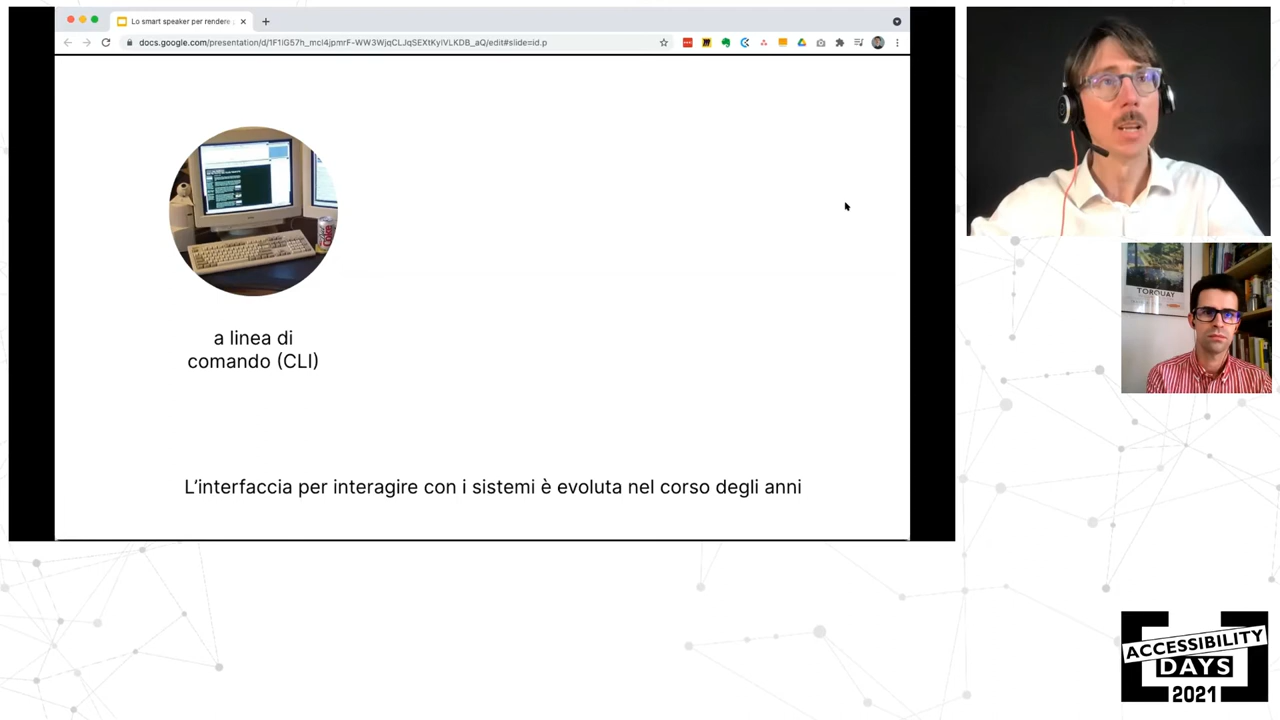 Lo smart speaker per rendere
docs.google.com/presentation/d/1F1lG57h_mcl4jpmrF-WW3WjqCLJqSEXtKyIVLKDB_aQ/edit#slide=id.p
a linea di
comando (CLI)
L'interfaccia per interagire con i sistemi è evoluta nel corso degli anni
TORQUAY
ACCESSIBILITY
DAYS
2021